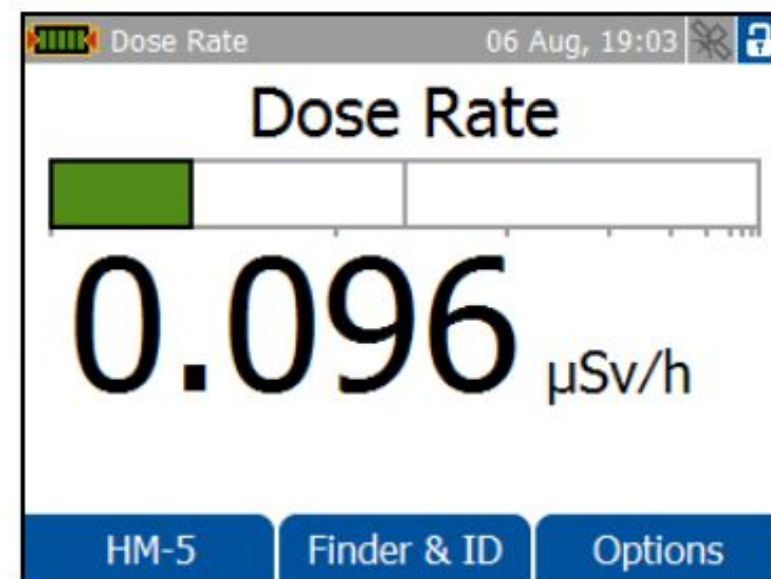 Dose Rate 06 Aug, 19:03
Dose Rate
0.096 µSv/h
HM-5 Finder & ID Options